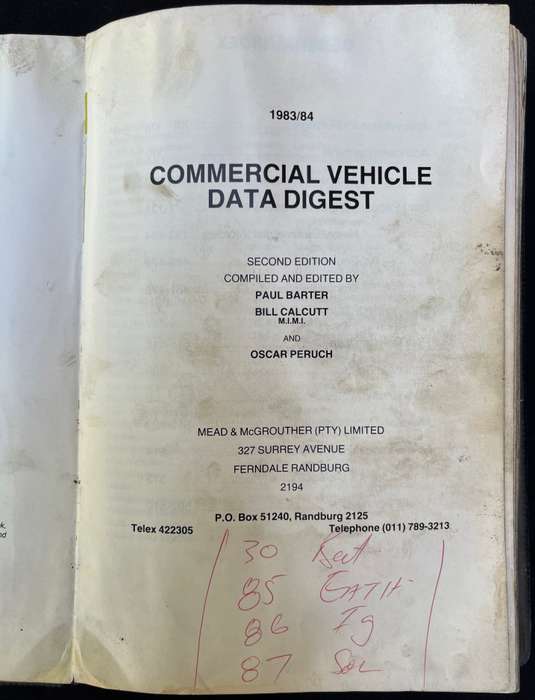 1983/84
COMMERCIAL VEHICLE
DATA DIGEST
SECOND EDITION
COMPILED AND EDITED BY
PAUL BARTER
BILL CALCUTT
M.I.M.I.
AND
OSCAR PERUCH
MEAD & McGROUTHER (PTY) LIMITED
327 SURREY AVENUE
FERNDALE RANDBURG
2194
P.O. Box 51240, Randburg 2125
Telex 422305 Telephone (011) 789-3213
30
85
86 Ig
87 Sol